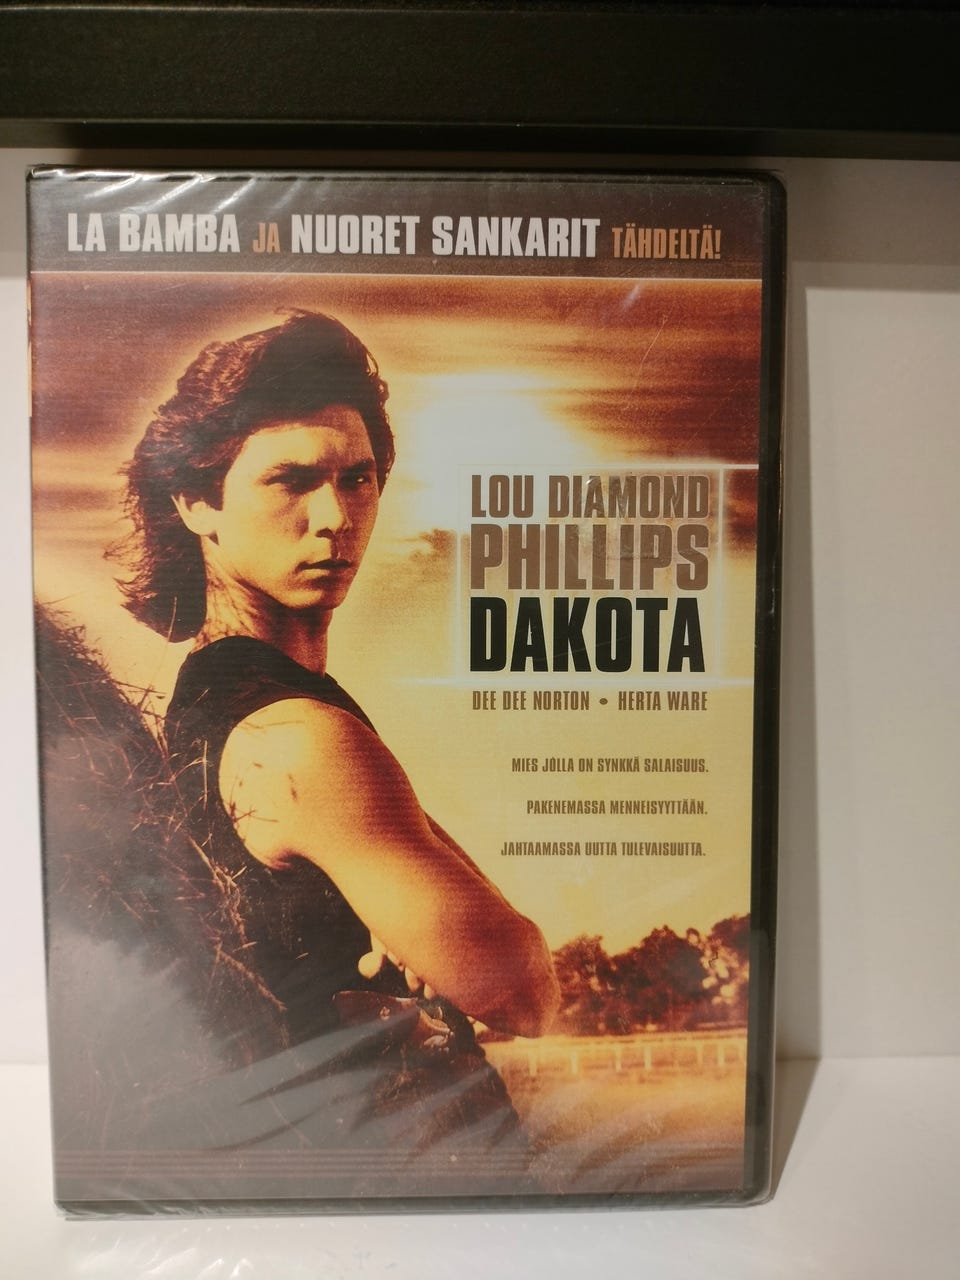 LA BAMBA JA NUORET SANKARIT TÄHDELTÄ!
LOU DIAMOND
PHILLIPS
DAKOTA
DEE DEE NORTON • HERTA WARE
MIES JOLLA ON SYNKKÄ SALAISUUS.
PAKENEMASSA MENNEISYYTTÄÄN.
JAHTAAMASSA UUTTA TULEVAISUUTTA.